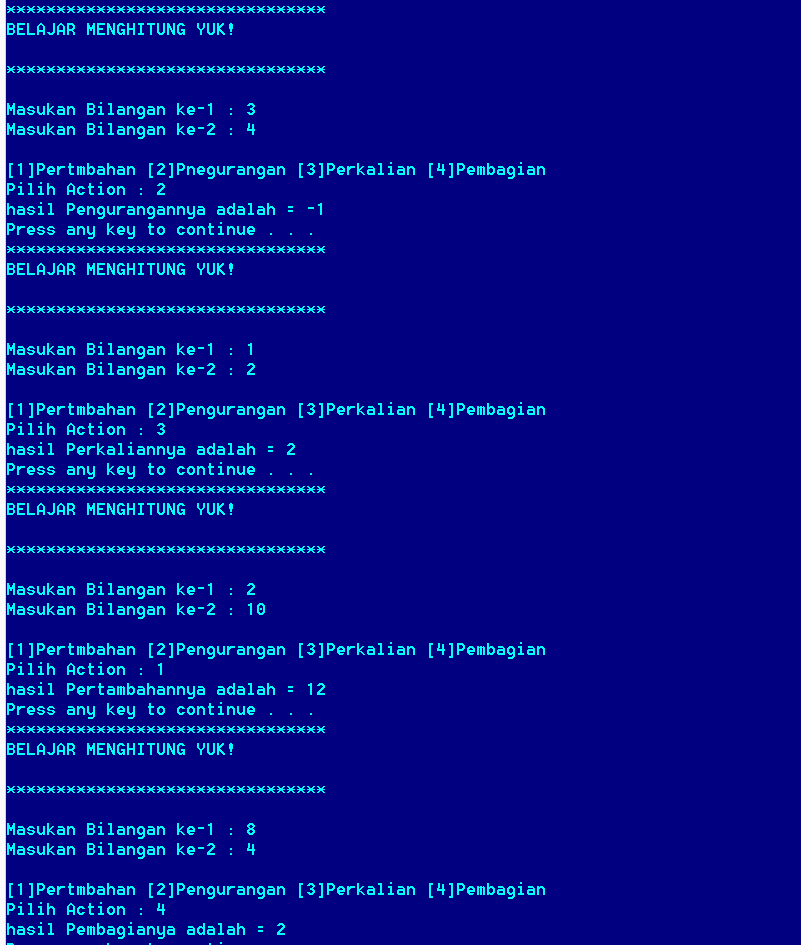 ********************************
BELAJAR MENGHITUNG YUK!
********************************
Masukan Bilangan ke-1 : 3
Masukan Bilangan ke-2 : 4
[1]Pertmbahan [2]Pnegurangan [3]Perkalian [4]Pembagian
Pilih Action : 2
hasil Pengurangannya adalah = -1
Press any key to continue . . .
********************************
BELAJAR MENGHITUNG YUK!
********************************
Masukan Bilangan ke-1 : 1
Masukan Bilangan ke-2 : 2
[1]Pertmbahan [2]Pengurangan [3]Perkalian [4]Pembagian
Pilih Action : 3
hasil Perkaliannya adalah = 2
Press any key to continue . . .
********************************
BELAJAR MENGHITUNG YUK!
********************************
Masukan Bilangan ke-1 : 2
Masukan Bilangan ke-2 : 10
[1]Pertmbahan [2]Pengurangan [3]Perkalian [4]Pembagian
Pilih Action : 1
hasil Pertambahannya adalah = 12
Press any key to continue . . .
********************************
BELAJAR MENGHITUNG YUK!
********************************
Masukan Bilangan ke-1 : 8
Masukan Bilangan ke-2 : 4
[1]Pertmbahan [2]Pengurangan [3]Perkalian [4]Pembagian
Pilih Action : 4
hasil Pembagianya adalah = 2